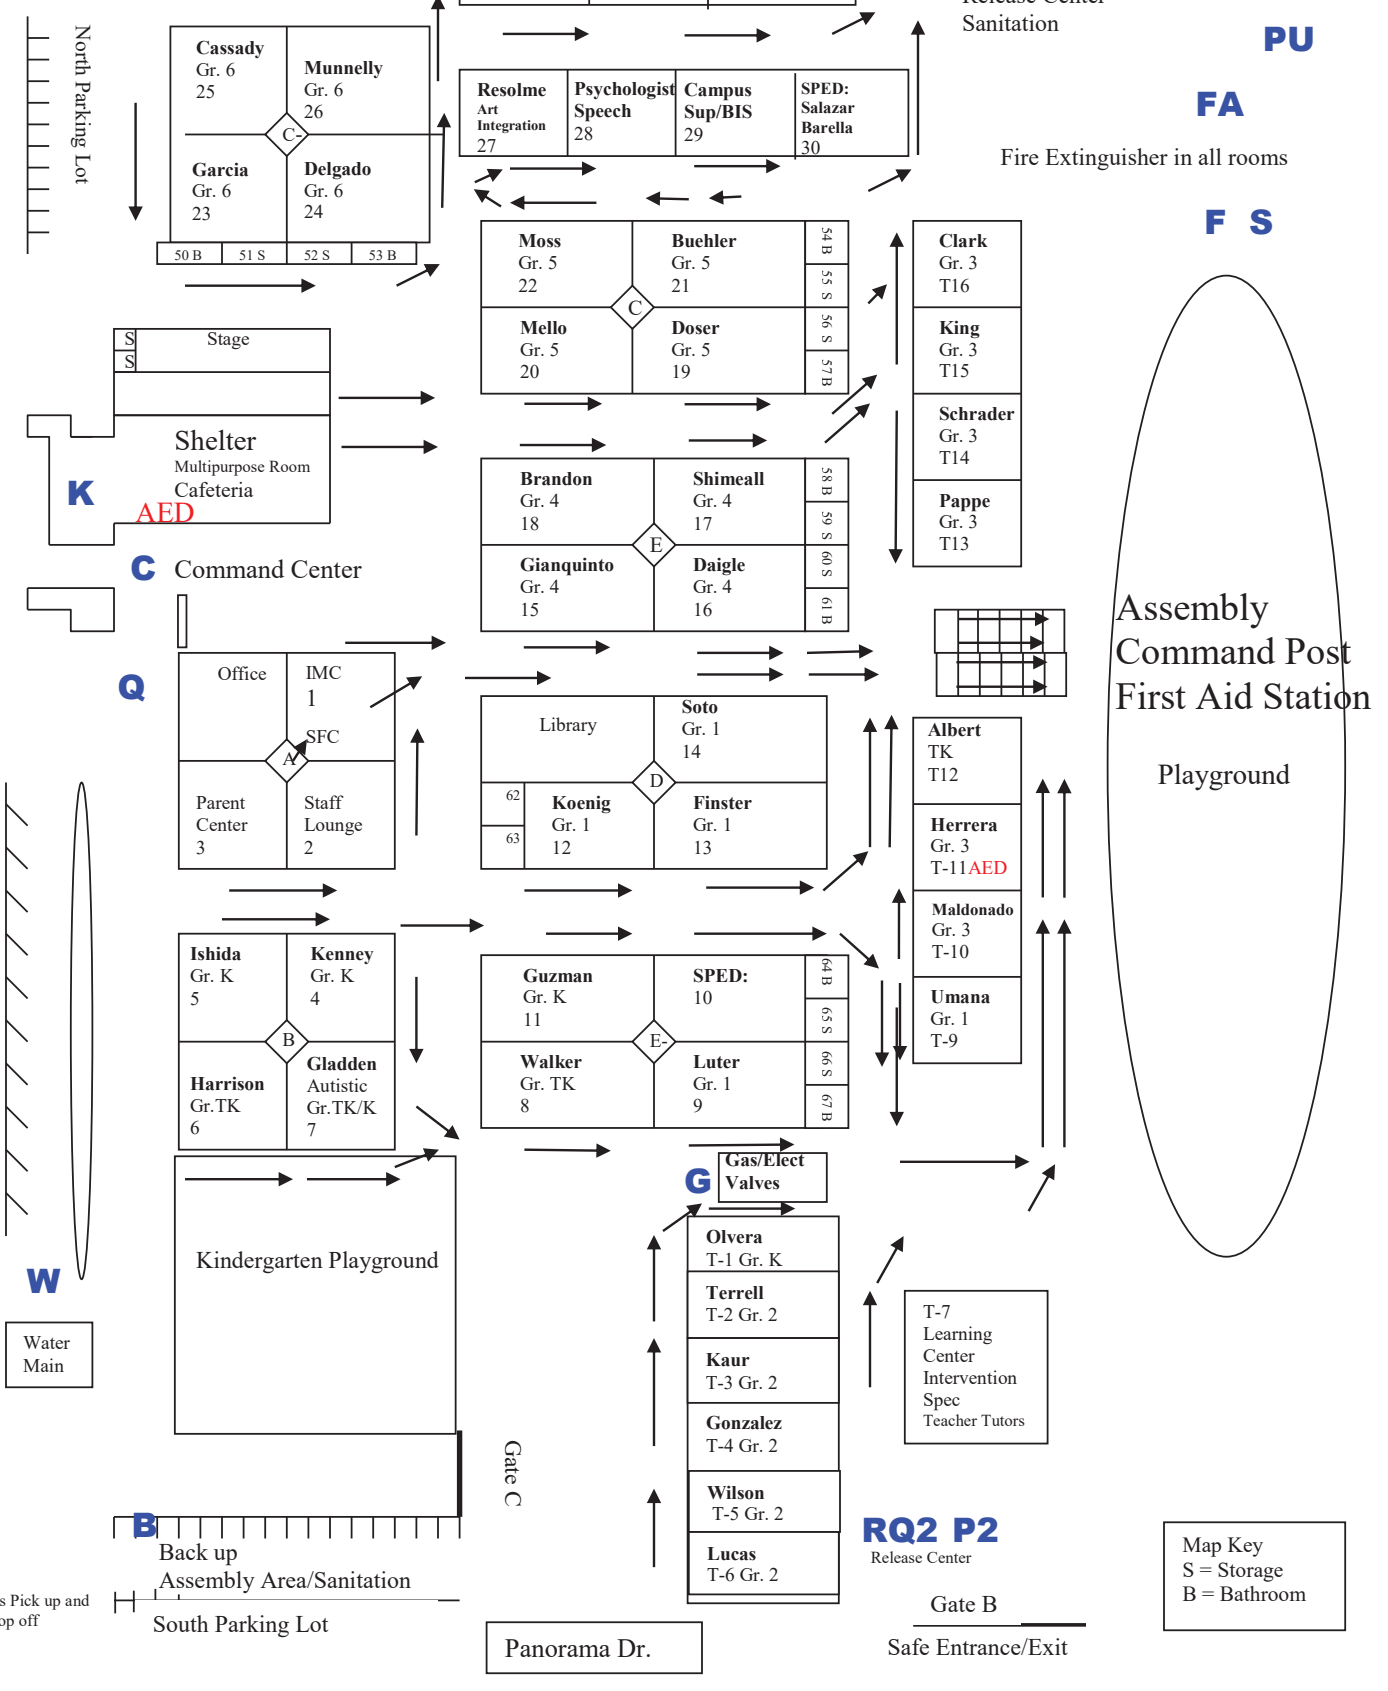 Release Center
Sanitation
PU
FA
Fire Extinguisher in all rooms
F S
North Parking Lot
Cassady
Gr. 6
25
Munnelly
Gr. 6
26
C-
Garcia
Gr. 6
23
Delgado
Gr. 6
24
50 B
51 S
52 S
53 B
Resolme
Art
Integration
27
Psychologist
Speech
28
Campus
Sup/BIS
29
SPED:
Salazar
Barella
30
Moss
Gr. 5
22
Buehler
Gr. 5
21
C
Mello
Gr. 5
20
Doser
Gr. 5
19
54 B
55 S
56 S
57 B
Clark
Gr. 3
T16
King
Gr. 3
T15
Schrader
Gr. 3
T14
Pappe
Gr. 3
T13
S
S
Stage
Shelter
Multipurpose Room
Cafeteria
AED
K
C
Command Center
Brandon
Gr. 4
18
Shimeall
Gr. 4
17
E
Gianquinto
Gr. 4
15
Daigle
Gr. 4
16
58 B
59 S
60 S
61 B
Assembly
Command Post
First Aid Station
Playground
Q
Office
IMC
1
SFC
A
Parent
Center
3
Staff
Lounge
2
Library
Soto
Gr. 1
14
D
62
63
Koenig
Gr. 1
12
Finster
Gr. 1
13
Albert
TK
T12
Herrera
Gr. 3
T-11AED
Maldonado
Gr. 3
T-10
Umana
Gr. 1
T-9
Ishida
Gr. K
5
Kenney
Gr. K
4
B
Harrison
Gr.TK
6
Gladden
Autistic
Gr.TK/K
7
Guzman
Gr. K
11
SPED:
10
E-
Walker
Gr. TK
8
Luter
Gr. 1
9
64 B
65 S
66 S
67 B
G
Gas/Elect
Valves
Kindergarten Playground
W
Water
Main
Olvera
T-1 Gr. K
Terrell
T-2 Gr. 2
Kaur
T-3 Gr. 2
Gonzalez
T-4 Gr. 2
Wilson
T-5 Gr. 2
Lucas
T-6 Gr. 2
T-7
Learning
Center
Intervention
Spec
Teacher Tutors
Gate C
B
Back up
Assembly Area/Sanitation
s Pick up and
op off
South Parking Lot
RQ2 P2
Release Center
Gate B
Safe Entrance/Exit
Panorama Dr.
Map Key
S = Storage
B = Bathroom